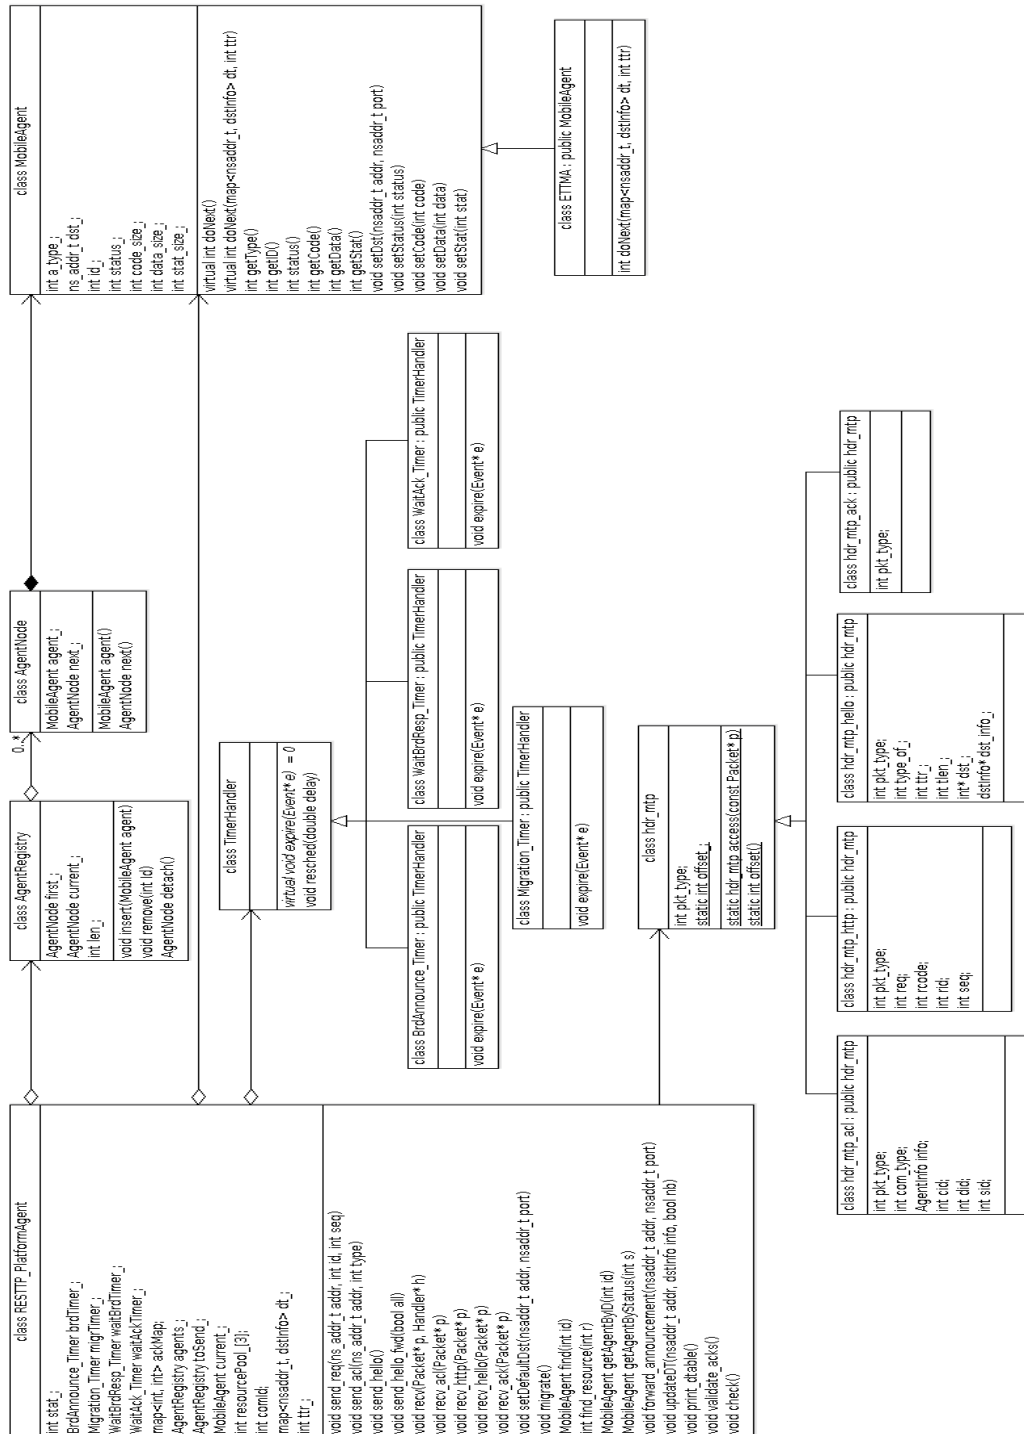 class RESTTP_PlatformAgent
int stat_;
BrdAnnounce_Timer brdTimer_;
Migration_Timer migrTimer_;
WaitBrdResp_Timer waitBrdTimer_;
WaitAck_Timer waitAckTimer_;
map<int, int> ackMap;
AgentRegistry agents_;
AgentRegistry toSend_;
MobileAgent current_;
int resourcePool_[3];
int comId;
map<nsaddr_t, dstInfo> dt_;
int ttr_;
void send_req(ns_addr_t addr, int id, int seq)
void send_acl(ns_addr_t addr, int type)
void send_hello()
void send_hello_fwd(bool all)
void recv(Packet* p, Handler* h)
void recv_acl(Packet* p)
void recv_http(Packet* p)
void recv_hello(Packet* p)
void recv_ack(Packet* p)
void setDefaultDst(nsaddr_t addr, nsaddr_t port)
void migrate()
MobileAgent find(int id)
int find_resource(int r)
MobileAgent getAgentByID(int id)
MobileAgent getAgentByStatus(int s)
void forward_announcement(nsaddr_t addr, nsaddr_t port)
void updateDT(nsaddr_t addr, dstInfo info, bool nb)
void print_dtable()
void validate_acks()
void check()
class AgentRegistry
AgentNode first_;
AgentNode current_;
int len_;
void insert(MobileAgent agent)
void remove(int id)
AgentNode detach()
0..*
class AgentNode
MobileAgent agent_;
AgentNode next_;
MobileAgent agent()
AgentNode next()
class MobileAgent
int a_type_;
ns_addr_t dst_;
int id_;
int status_;
int code_size_;
int data_size_;
int stat_size_;
virtual int doNext()
virtual int doNext(map<nsaddr_t, dstInfo> dt, int ttr)
int getType()
int getID()
int status()
int getCode()
int getData()
int getStat()
void setDst(nsaddr_t addr, nsaddr_t port)
void setStatus(int status)
void setCode(int code)
void setData(int data)
void setStat(int stat)
class ETTMA : public MobileAgent
int doNext(map<nsaddr_t, dstInfo> dt, int ttr)
class TimerHandler
virtual void expire(Event* e) = 0
void resched(double delay)
class BrdAnnounce_Timer : public TimerHandler
void expire(Event* e)
class WaitBrdResp_Timer : public TimerHandler
void expire(Event* e)
class WaitAck_Timer : public TimerHandler
void expire(Event* e)
class Migration_Timer : public TimerHandler
void expire(Event* e)
class hdr_mtp
int pkt_type;
static int offset_;
static hdr_mtp access(const Packet* p)
static int offset()
class hdr_mtp_acl : public hdr_mtp
int pkt_type;
int com_type;
AgentInfo info;
int cid;
int did;
int sid;
class hdr_mtp_http : public hdr_mtp
int pkt_type;
int req;
int rcode;
int rid;
int seq;
class hdr_mtp_hello : public hdr_mtp
int pkt_type;
int type_of_;
int ttr_;
int tlen_;
int* dst_;
dstInfo* dst_info_;
class hdr_mtp_ack : public hdr_mtp
int pkt_type;